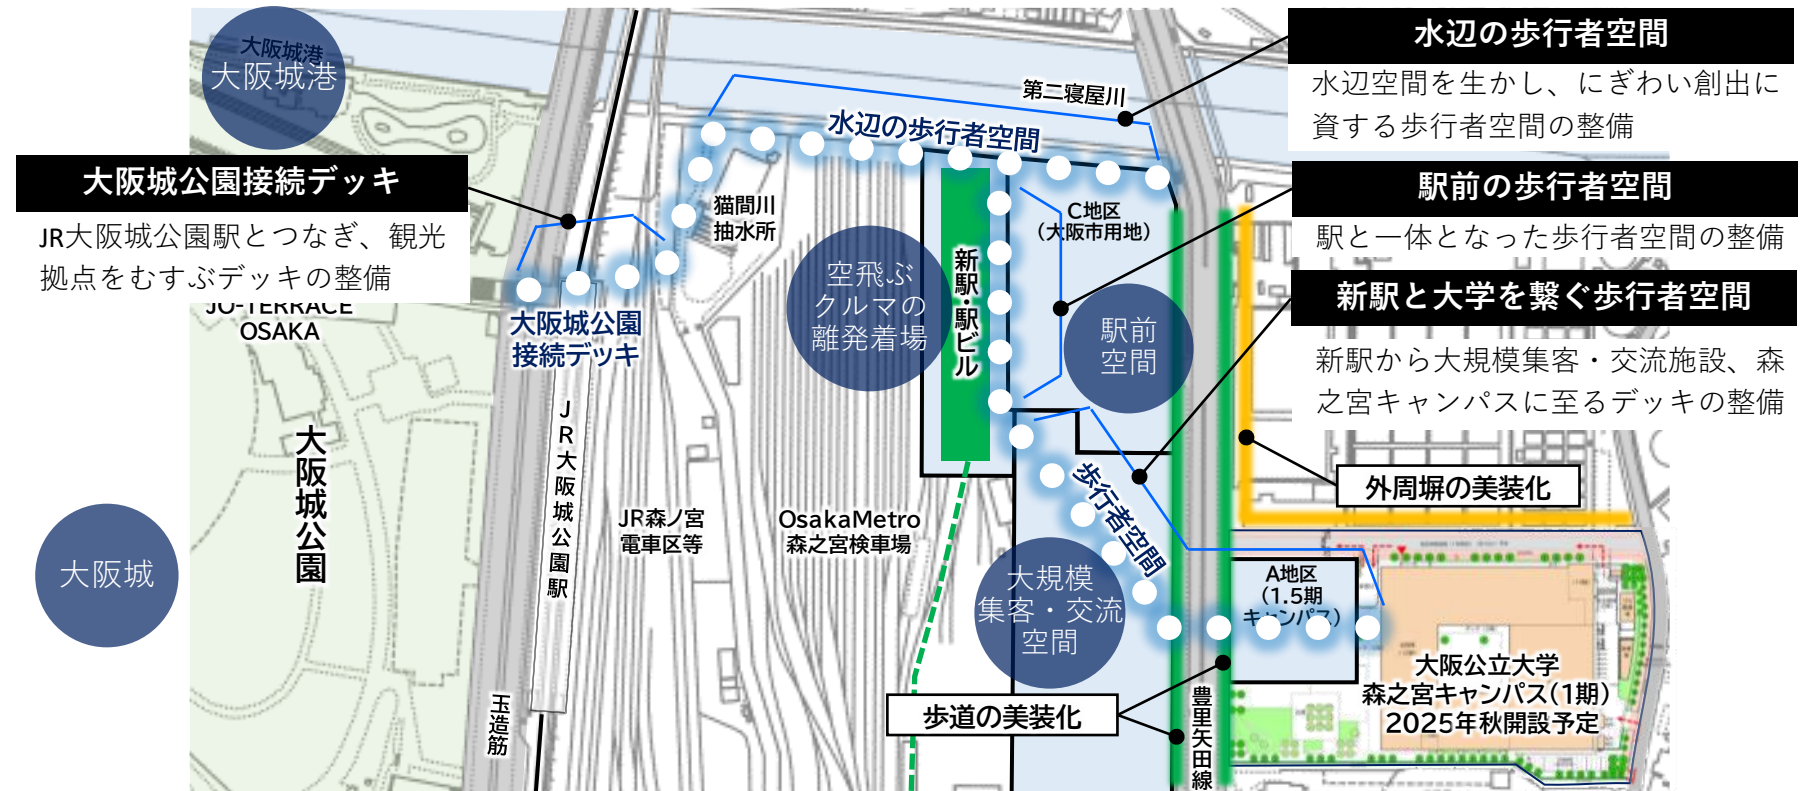 大阪城港
大阪城港
水辺の歩行者空間
水辺空間を生かし、にぎわい創出に
資する歩行者空間の整備
第二寝屋川
水辺の歩行者空間
大阪城公園接続デッキ
JR大阪城公園駅とつなぎ、観光
拠点をむすぶデッキの整備
駅前の歩行者空間
駅と一体となった歩行者空間の整備
猫間川
抽水所
C地区
(大阪市用地)
新駅と大学を繋ぐ歩行者空間
新駅から大規模集客・交流施設、森
之宮キャンパスに至るデッキの整備
空飛ぶ
クルマの
離発着場
新駅・駅ビル
駅前
空間
JO-TERRACE
OSAKA
大阪城公園
接続デッキ
大阪城公園
JR大阪城公園駅
外周塀の美装化
歩行者空間
JR森ノ宮
電車区等
OsakaMetro
森之宮検車場
大阪城
大規模
集客・交流
空間
A地区
(1.5期
キャンパス)
大阪公立大学
森之宮キャンパス(1期)
2025年秋開設予定
歩道の美装化
玉造筋
豊里矢田線